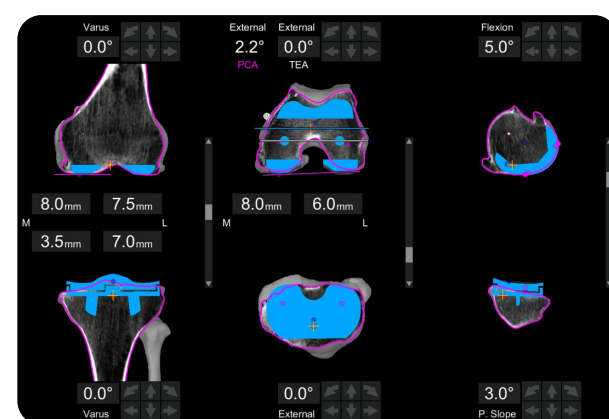 Varus
0.0°
External External
2.2° 0.0°
PCA TEA
Flexion
5.0°
8.0mm 7.5mm
M L
3.5mm 7.0mm
8.0mm 6.0mm
M L
0.0°
Varus
0.0°
External
3.0°
P. Slope